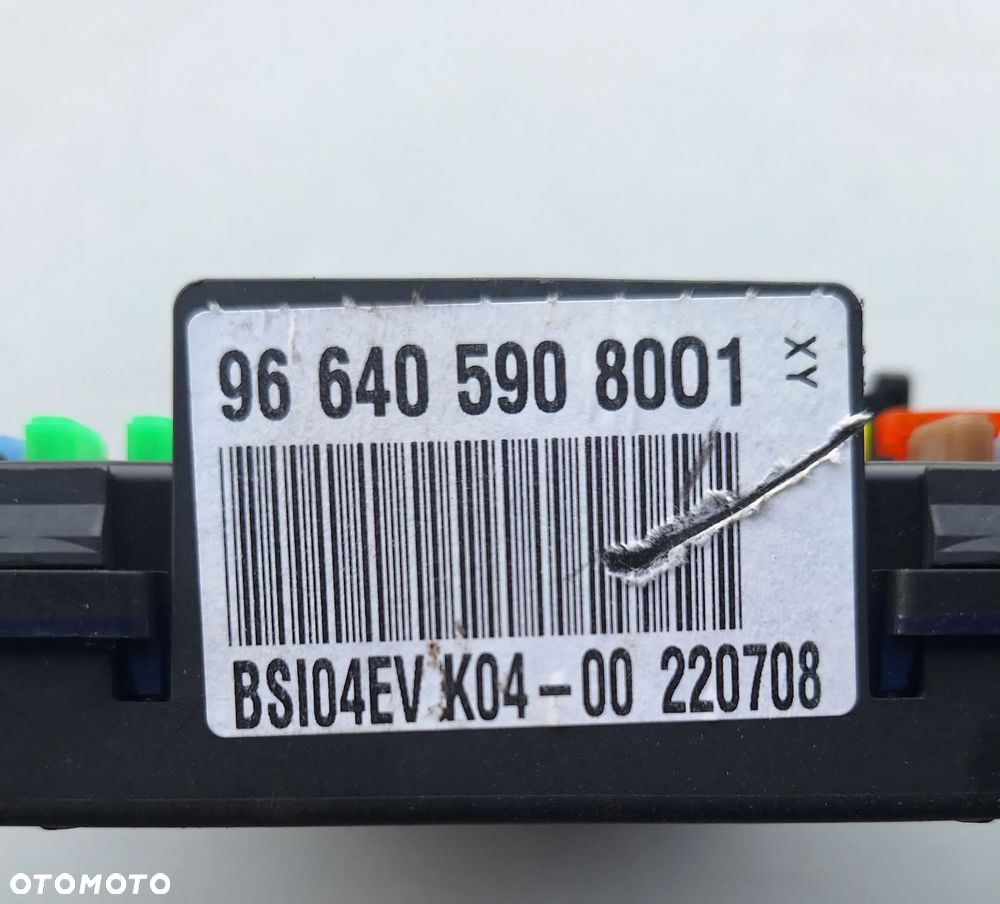 96 640 590 8001
XY
BSI04EV K04-00 220708
OTOMOTO